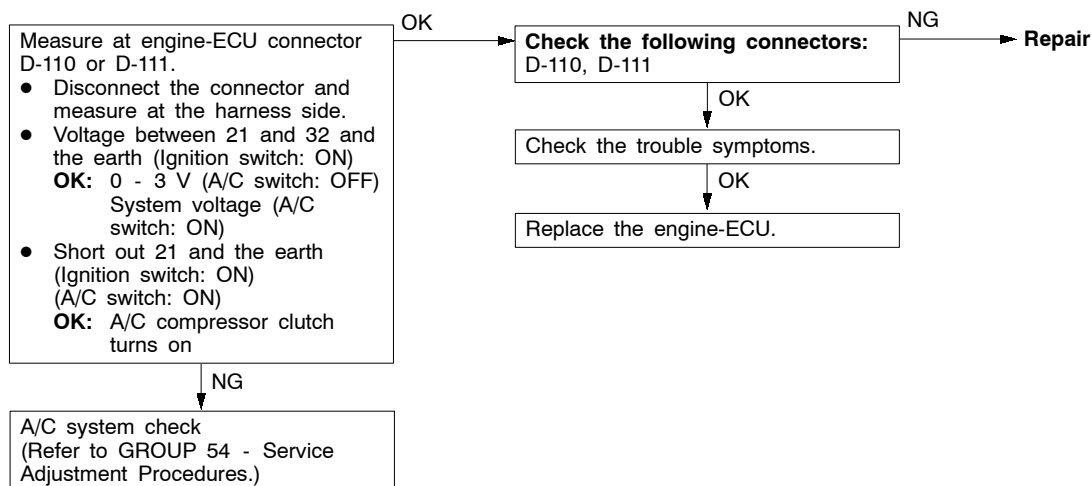 Measure at engine-ECU connector
D-110 or D-111.
● Disconnect the connector and
measure at the harness side.
● Voltage between 21 and 32 and
the earth (Ignition switch: ON)
OK: 0 - 3 V (A/C switch: OFF)
System voltage (A/C
switch: ON)
● Short out 21 and the earth
(Ignition switch: ON)
(A/C switch: ON)
OK: A/C compressor clutch
turns on
OK
Check the following connectors:
D-110, D-111
NG
Repair
OK
Check the trouble symptoms.
OK
Replace the engine-ECU.
NG
A/C system check
(Refer to GROUP 54 - Service
Adjustment Procedures.)